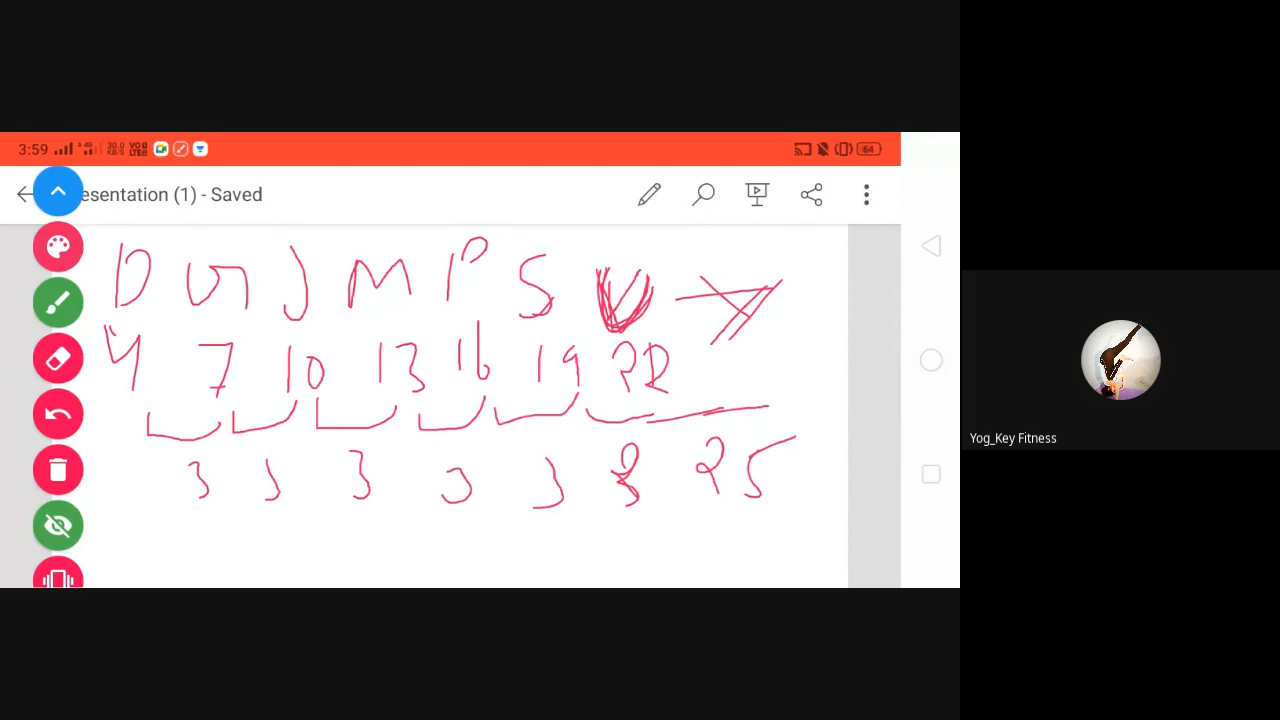 3:59 64
esentation (1) - Saved
D G J M P S V Y
4 7 10 13 16 19 22
3 3 3 3 3 3 25
Yog_Key Fitness